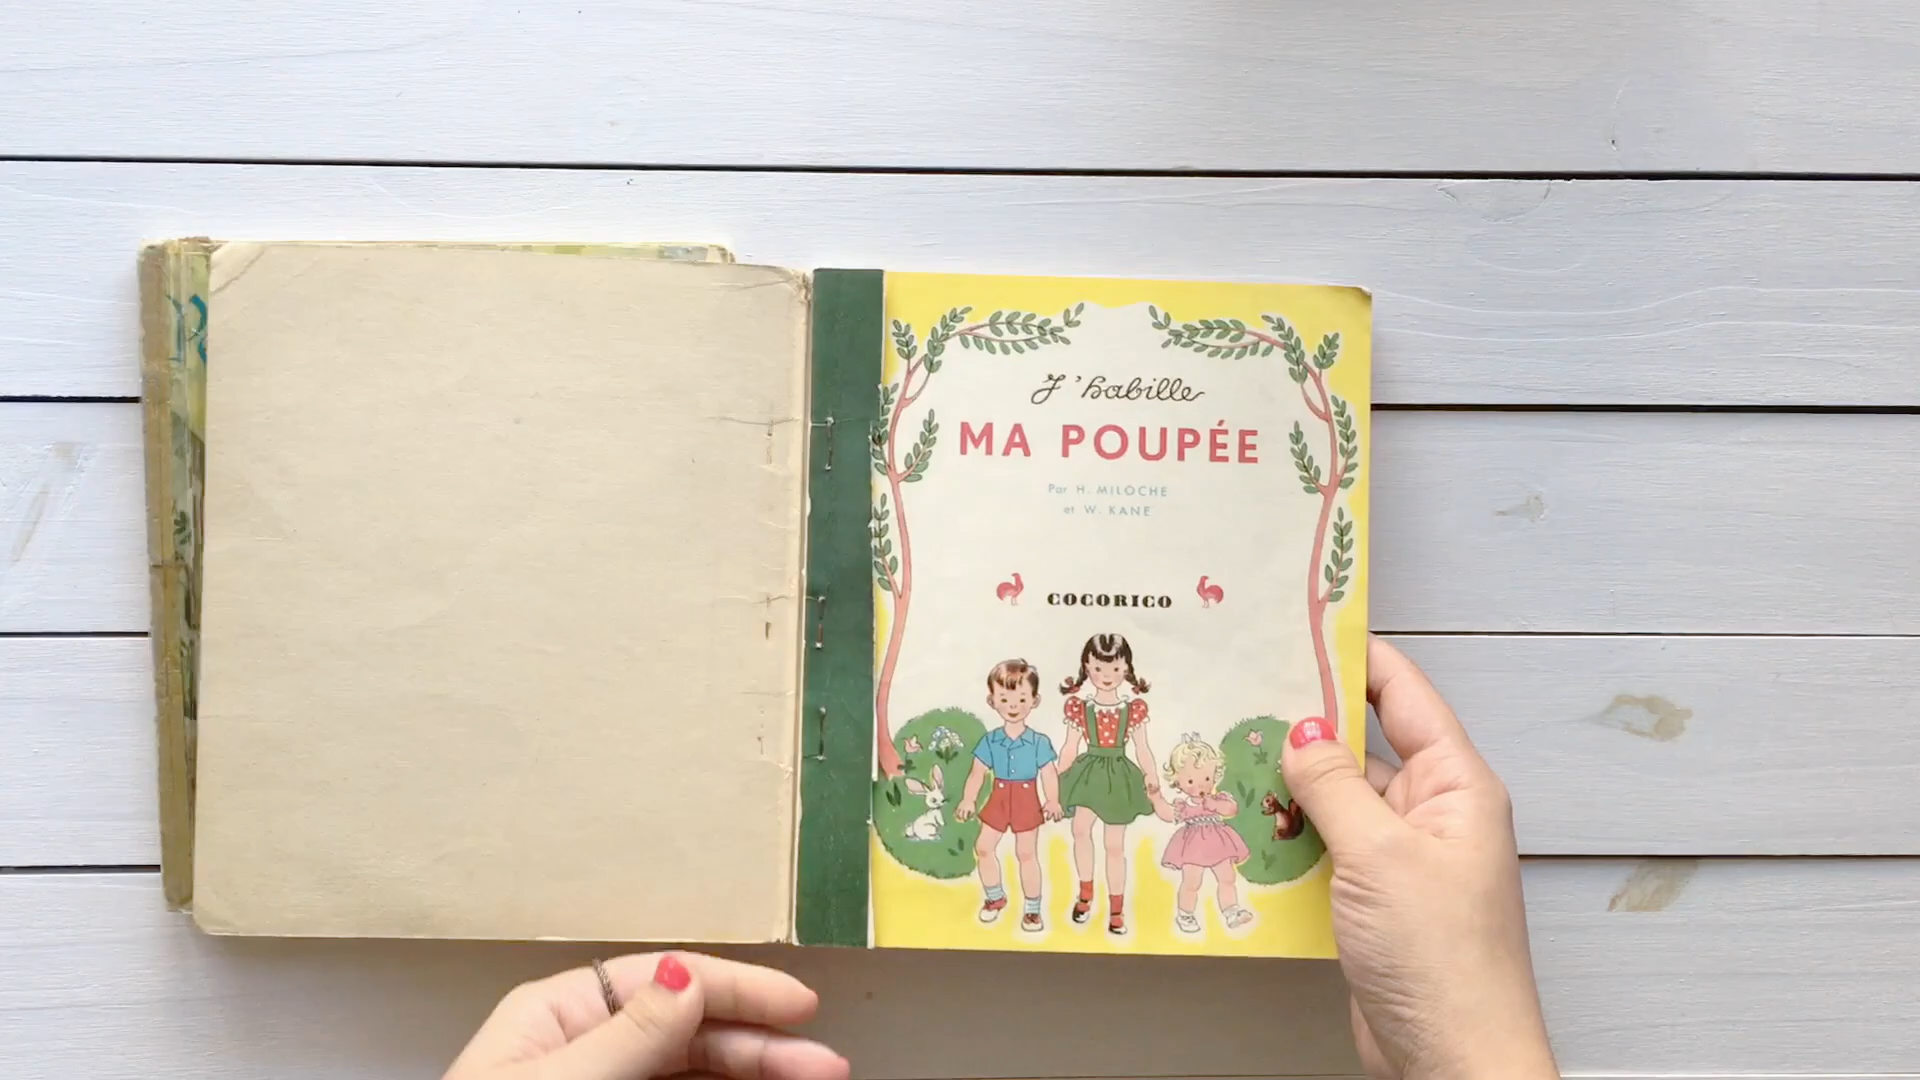 J'habille
MA POUPÉE
Par H. MILOCHE
et W. KANE
COCORICO